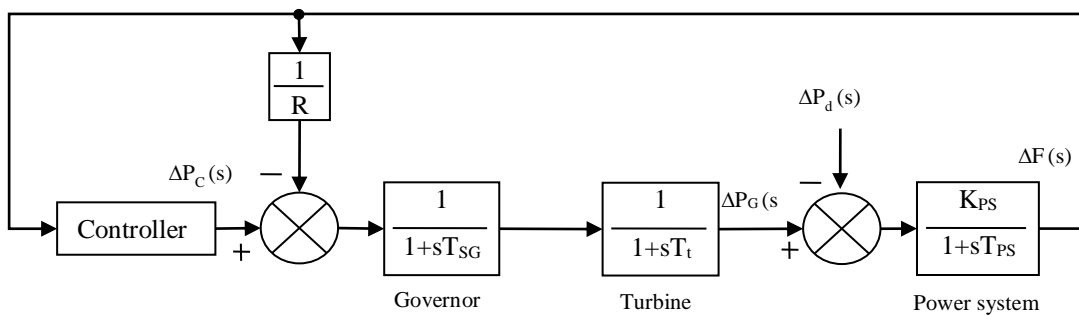 1
R
ΔP_d(s)
ΔP_C(s)
−
−
ΔF(s)
Controller
+
1
1+sT_SG
1
1+sT_t
ΔP_G(s
+
K_PS
1+sT_PS
Governor
Turbine
Power system